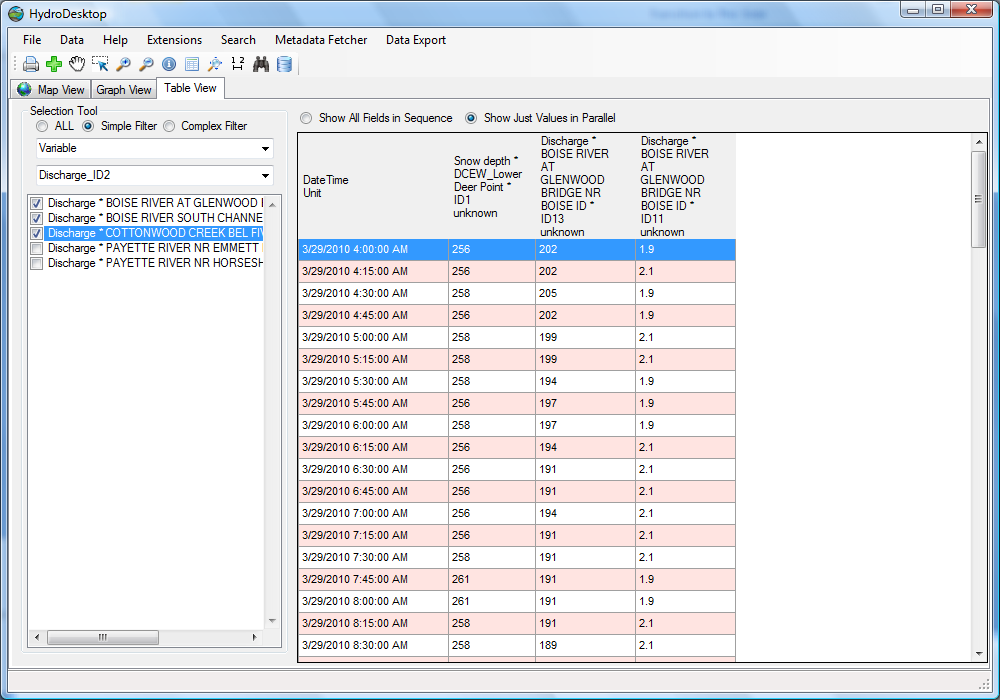 HydroDesktop
File Data Help Extensions Search Metadata Fetcher Data Export
1 2
Map View Graph View Table View
Selection Tool
ALL Simple Filter Complex Filter
Variable
Discharge_ID2
Discharge * BOISE RIVER AT GLENWOOD
Discharge * BOISE RIVER SOUTH CHANNE
Discharge * COTTONWOOD CREEK BEL FI
Discharge * PAYETTE RIVER NR EMMETT
Discharge * PAYETTE RIVER NR HORSESH
Show All Fields in Sequence Show Just Values in Parallel
DateTime
Unit
Snow depth *
DCEW_Lower
Deer Point *
ID1
unknown
Discharge *
BOISE RIVER
AT
GLENWOOD
BRIDGE NR
BOISE ID *
ID13
unknown
Discharge *
BOISE RIVER
AT
GLENWOOD
BRIDGE NR
BOISE ID *
ID11
unknown
3/29/2010 4:00:00 AM 256 202 1.9
3/29/2010 4:15:00 AM 256 202 2.1
3/29/2010 4:30:00 AM 258 205 1.9
3/29/2010 4:45:00 AM 256 202 1.9
3/29/2010 5:00:00 AM 258 199 2.1
3/29/2010 5:15:00 AM 258 199 2.1
3/29/2010 5:30:00 AM 258 194 1.9
3/29/2010 5:45:00 AM 256 197 1.9
3/29/2010 6:00:00 AM 258 197 1.9
3/29/2010 6:15:00 AM 256 194 2.1
3/29/2010 6:30:00 AM 256 191 2.1
3/29/2010 6:45:00 AM 256 191 2.1
3/29/2010 7:00:00 AM 256 194 2.1
3/29/2010 7:15:00 AM 256 191 2.1
3/29/2010 7:30:00 AM 258 191 2.1
3/29/2010 7:45:00 AM 261 191 1.9
3/29/2010 8:00:00 AM 261 191 1.9
3/29/2010 8:15:00 AM 258 191 2.1
3/29/2010 8:30:00 AM 258 189 2.1